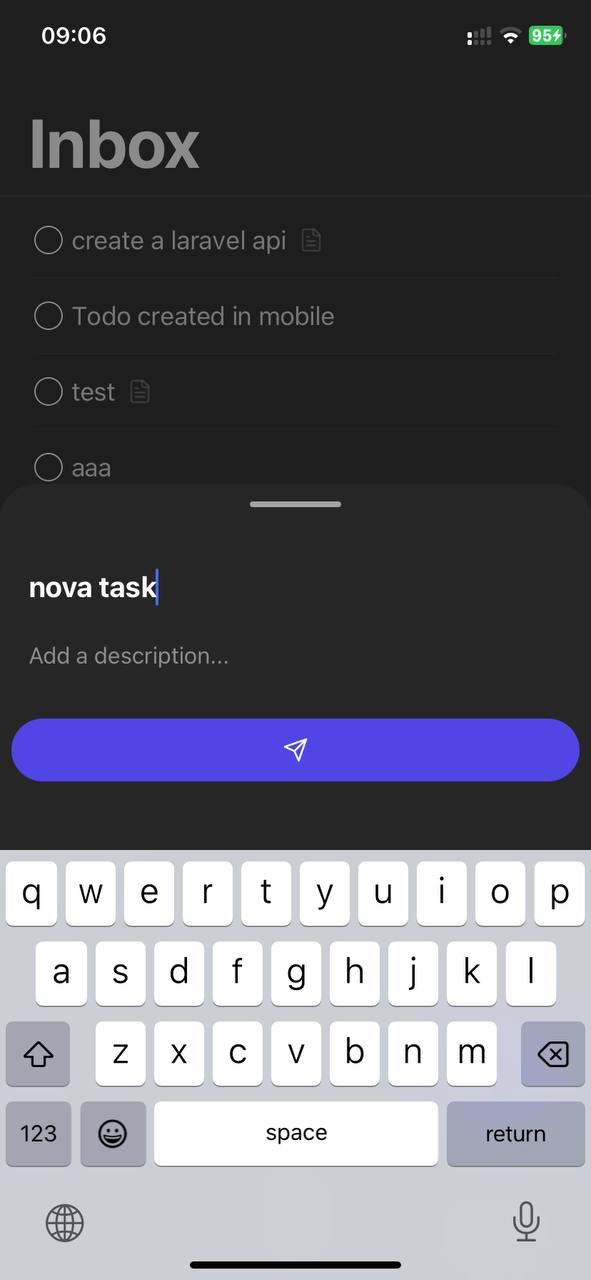 09:06
95
Inbox
create a laravel api
Todo created in mobile
test
aaa
nova task
Add a description...
q w e r t y u i o p
a s d f g h j k l
z x c v b n m
123 space return